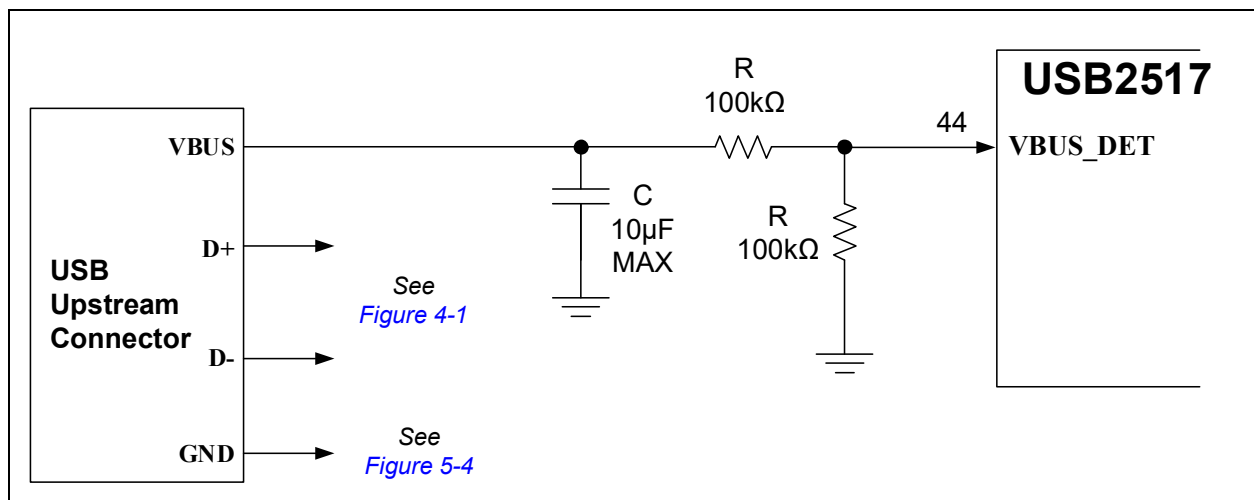 USB2517
R
100kΩ
44
VBUS
VBUS_DET
C
10µF
MAX
R
100kΩ
D+
USB
Upstream
Connector
See
Figure 4-1
D-
GND
See
Figure 5-4